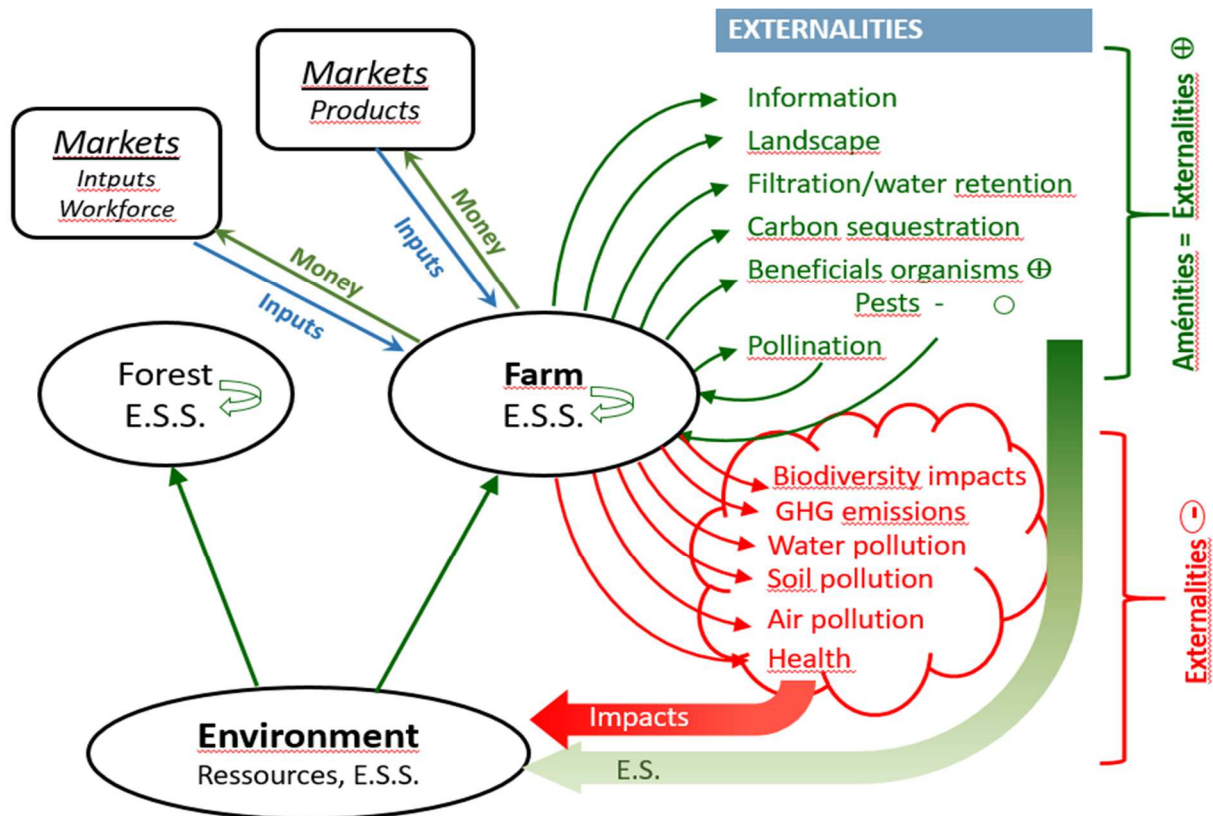 EXTERNALITIES
Markets
Products
Markets
Intputs
Workforce
Money
Inputs
Money
Inputs
Information
Landscape
Filtration/water retention
Carbon sequestration
Beneficials organisms ⊕
Pests - ○
Pollination
Aménities = Externalities ⊕
Forest
E.S.S.
Farm
E.S.S.
Biodiversity impacts
GHG emissions
Water pollution
Soil pollution
Air pollution
Health
Externalities ⊖
Impacts
E.S.
Environment
Ressources, E.S.S.